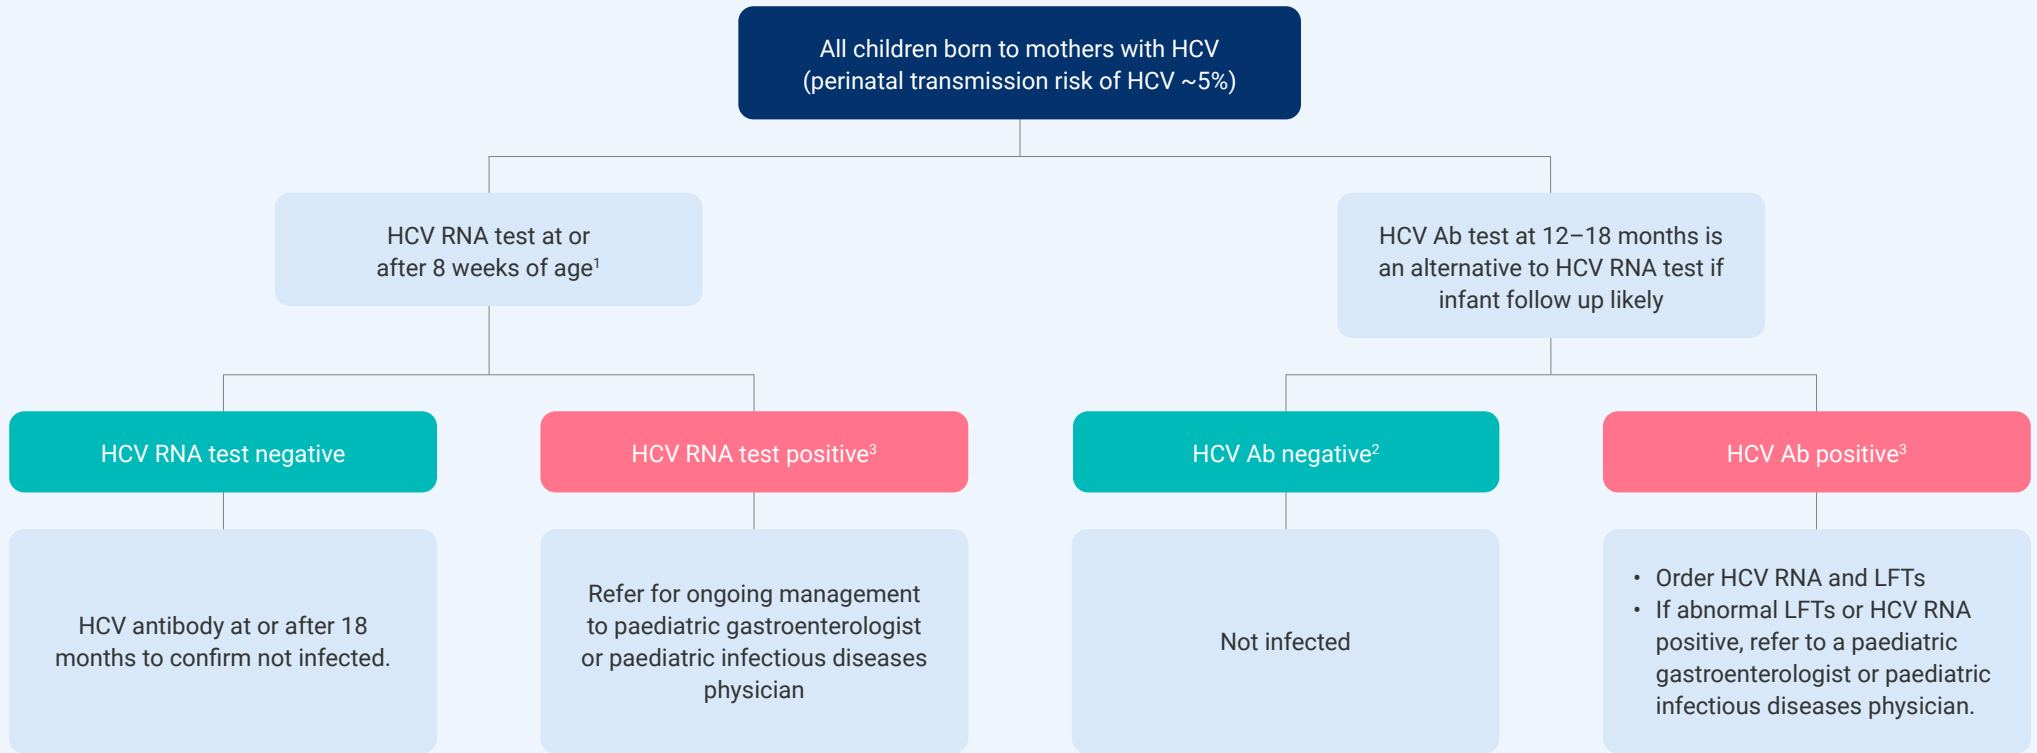 All children born to mothers with HCV
(perinatal transmission risk of HCV ~5%)
HCV RNA test at or
after 8 weeks of age¹
HCV Ab test at 12–18 months is
an alternative to HCV RNA test if
infant follow up likely
HCV RNA test negative
HCV RNA test positive³
HCV Ab negative²
HCV Ab positive³
HCV antibody at or after 18
months to confirm not infected.
Refer for ongoing management
to paediatric gastroenterologist
or paediatric infectious diseases
physician
Not infected
• Order HCV RNA and LFTs
• If abnormal LFTs or HCV RNA
positive, refer to a paediatric
gastroenterologist or paediatric
infectious diseases physician.